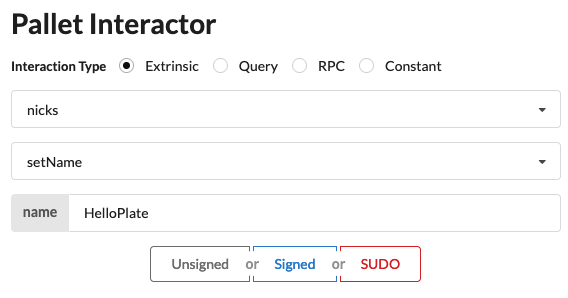 Pallet Interactor
Interaction Type Extrinsic Query RPC Constant
nicks
setName
name HelloPlate
Unsigned or Signed or SUDO